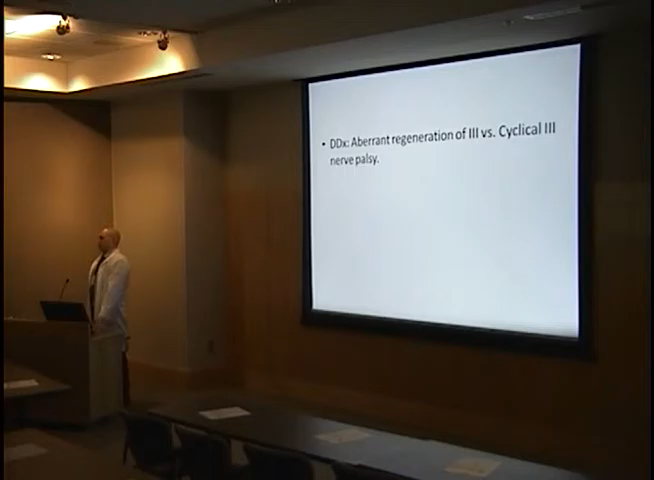 • DDx: Aberrant regeneration of III vs. Cyclical III
nerve palsy.